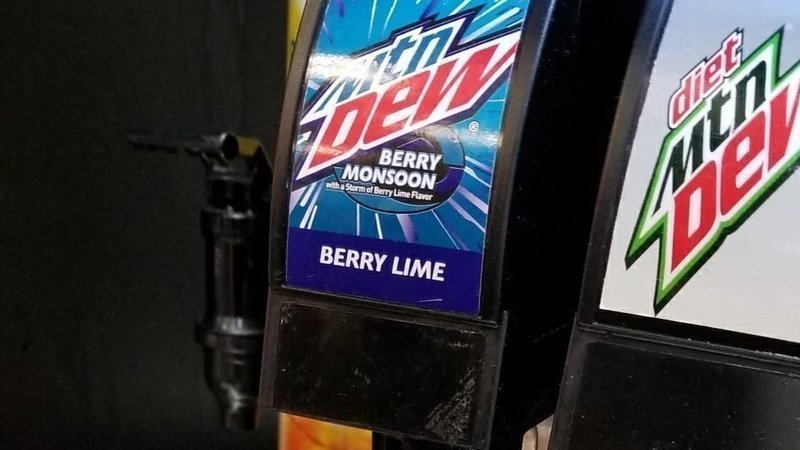 Mtn
Dew
®
BERRY
MONSOON
with a Storm of Berry Lime Flavor
BERRY LIME
diet
Mtn
Dew